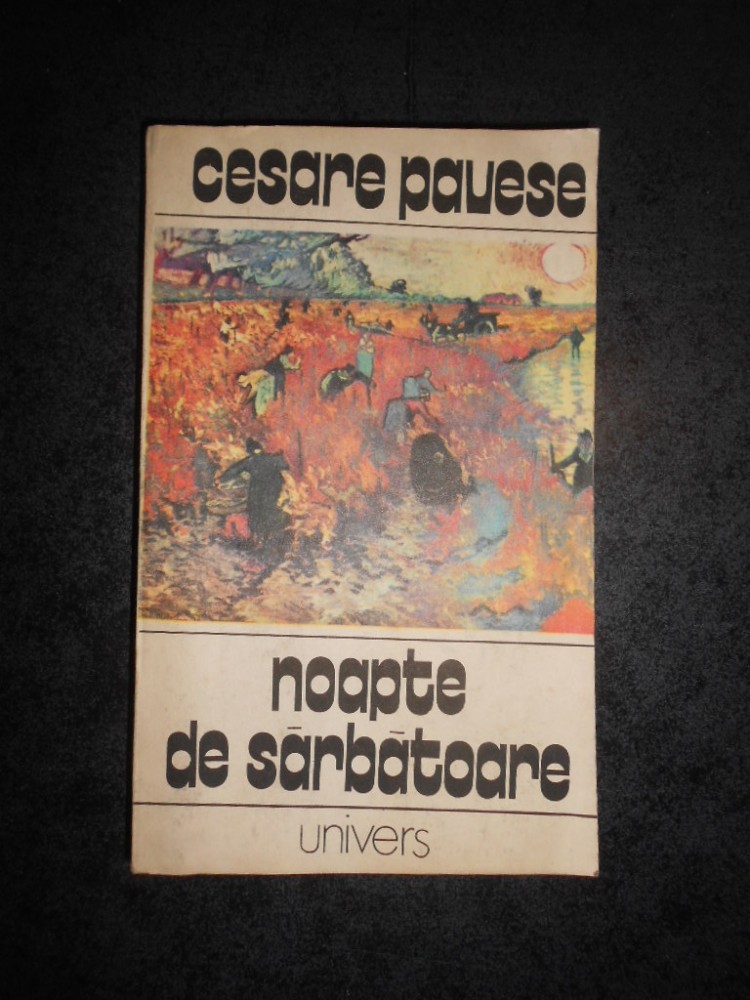 cesare pavese
noapte
de sărbătoare
univers